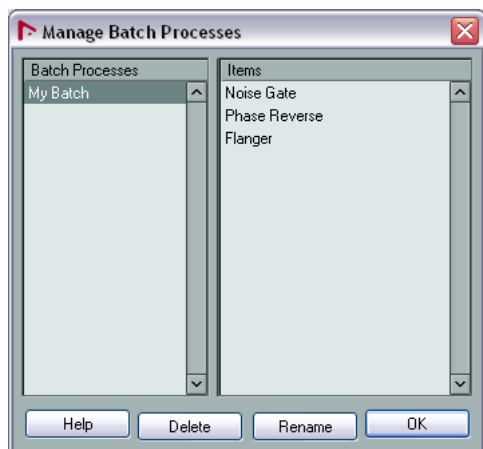 Manage Batch Processes
Batch Processes
My Batch
Items
Noise Gate
Phase Reverse
Flanger
Help
Delete
Rename
OK